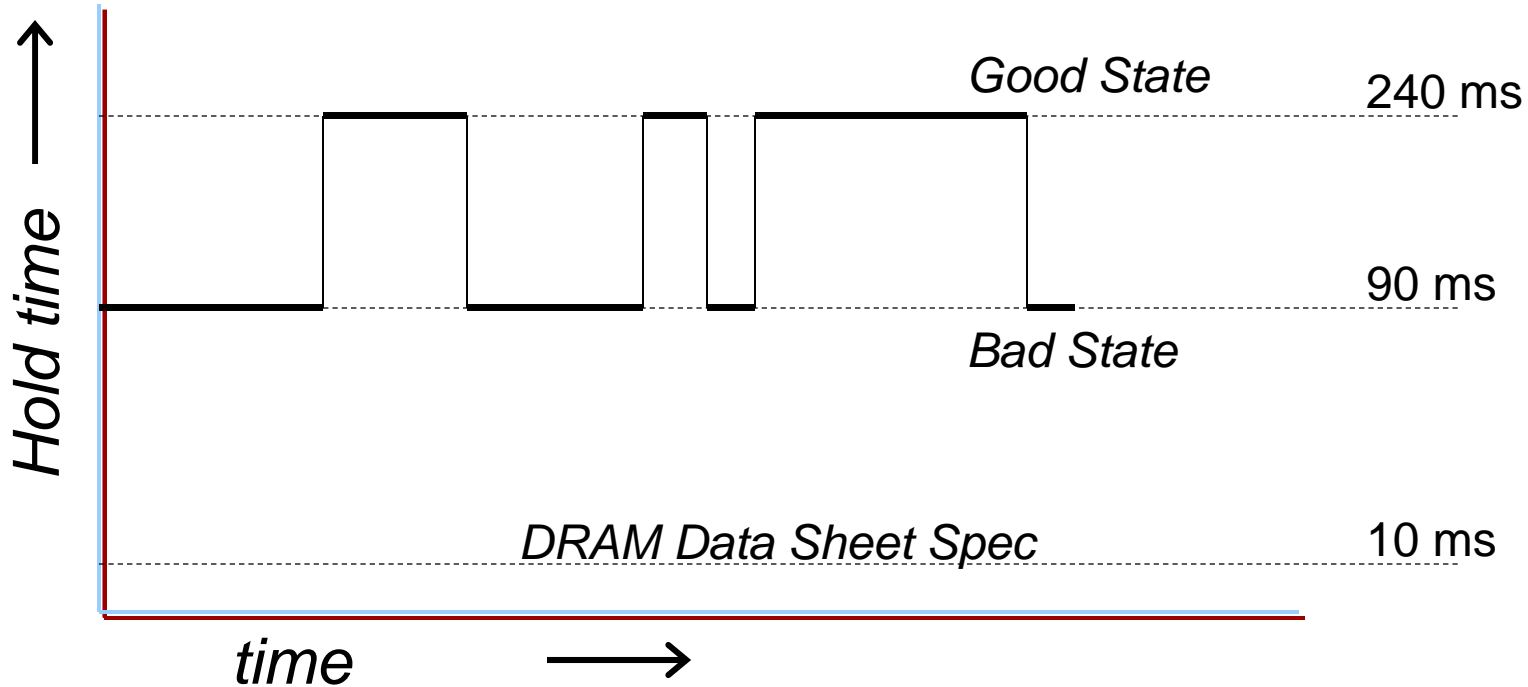 Good State
240 ms
Hold time
90 ms
Bad State
DRAM Data Sheet Spec
10 ms
time